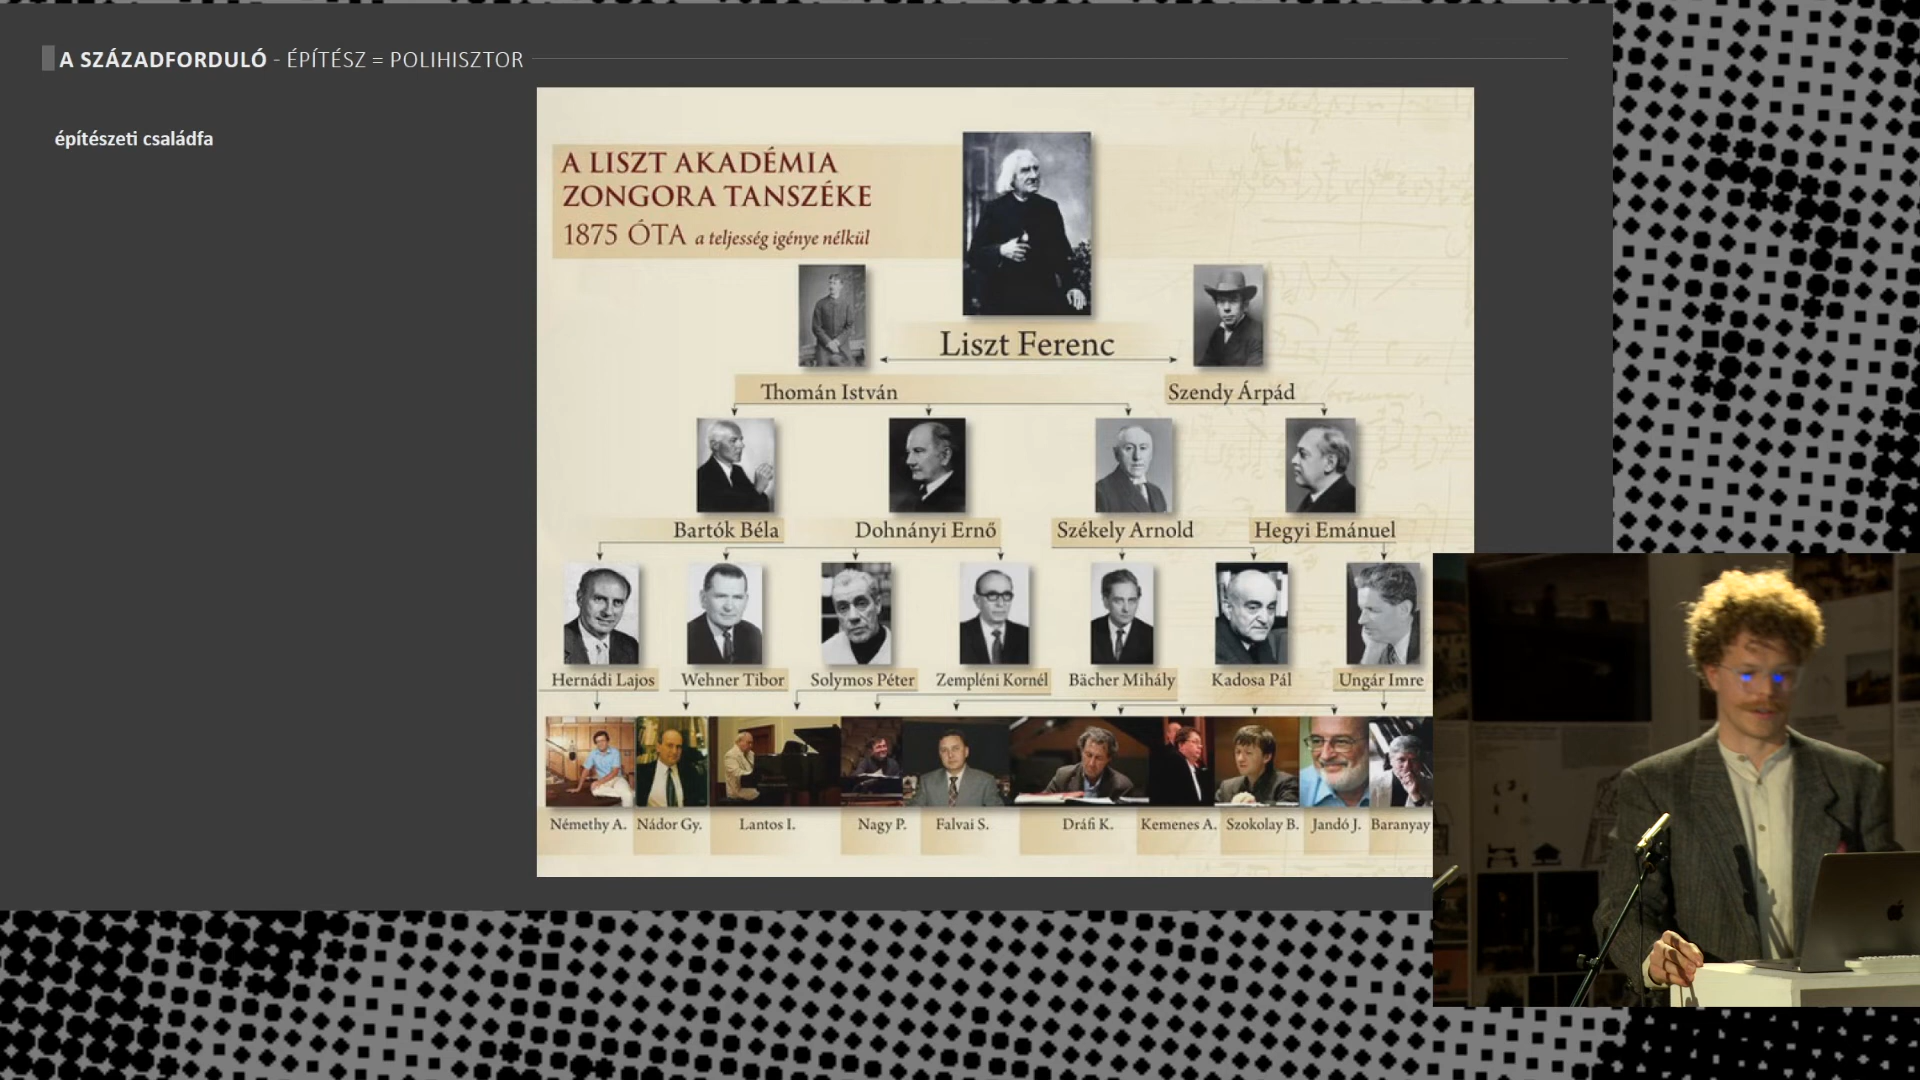 A SZÁZADFORDULÓ - ÉPÍTÉSZ = POLIHISZTOR
építészeti családfa
A LISZT AKADÉMIA
ZONGORA TANSZÉKE
1875 ÓTA a teljesség igénye nélkül
Liszt Ferenc
Thomán István
Szendy Árpád
Bartók Béla
Dohnányi Ernő
Székely Arnold
Hegyi Emánuel
Hernádi Lajos
Wehner Tibor
Solymos Péter
Zempléni Kornél
Bächer Mihály
Kadosa Pál
Ungár Imre
Némethy A.
Nádor Gy.
Lantos I.
Nagy P.
Falvai S.
Dráfi K.
Kemenes A.
Szokolay B.
Jandó J.
Baranyay